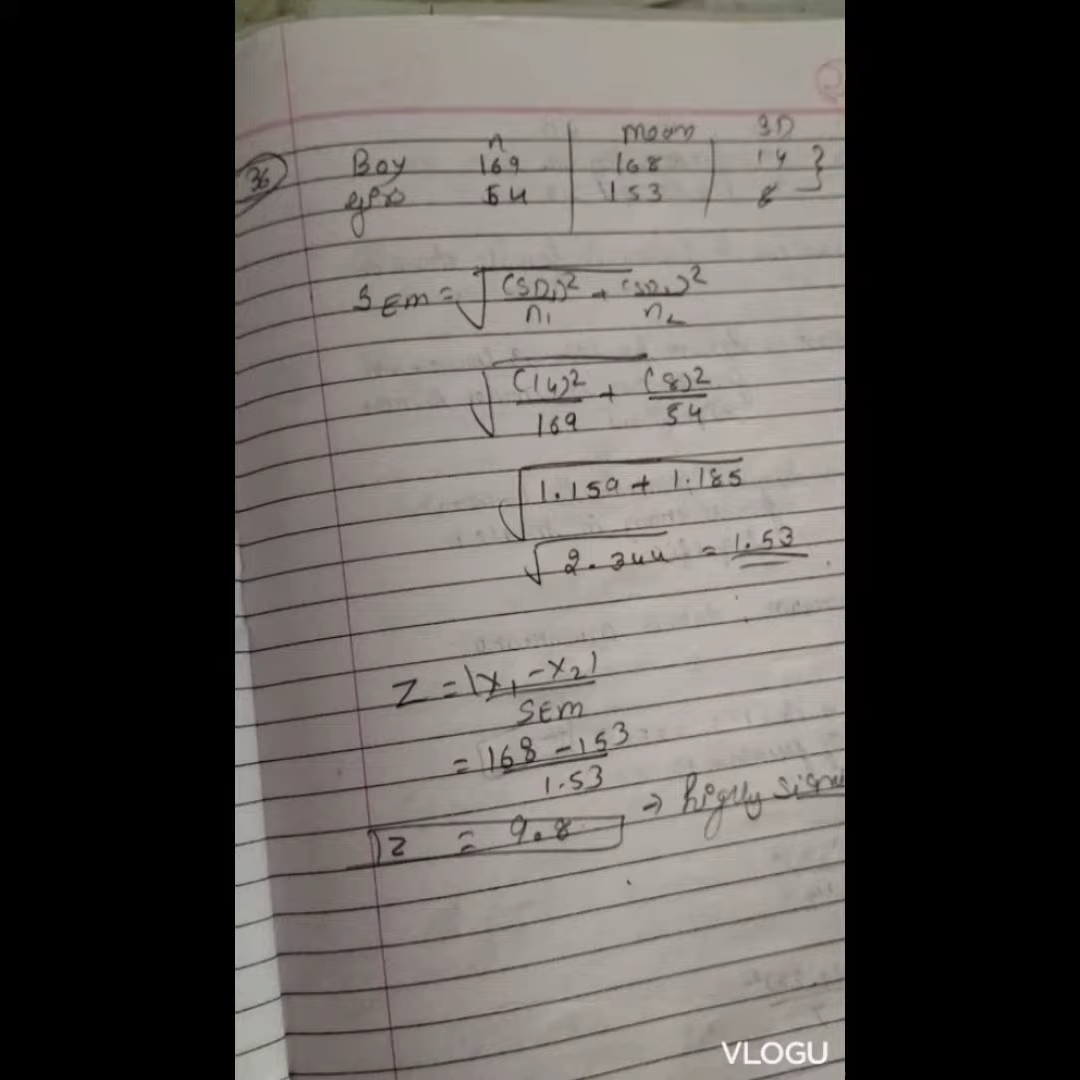 n mean SD
36 Boy 169 168 14 }
54 153 8
SEM = √(SD₁)²/n₁ + (SD₂)²/n₂
√(14)²/169 + (8)²/54
√1.159 + 1.185
√2.344 = 1.53
Z = |X₁ - X₂|/SEM
= 168 - 153/1.53
Z = 9.8 → highly
VLOGU